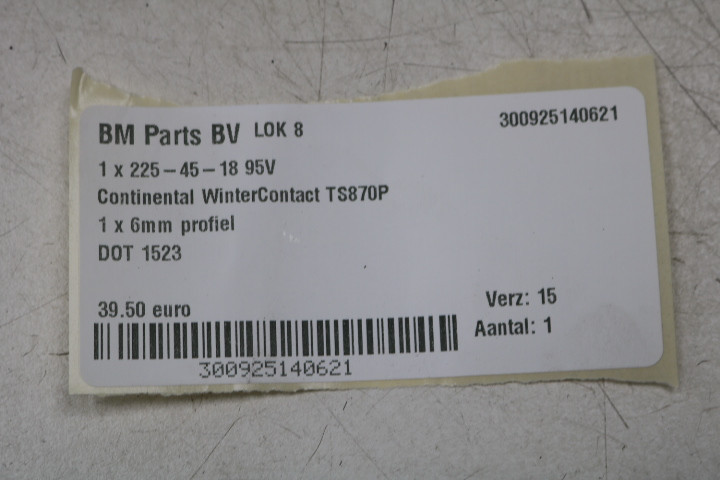 BM Parts BV LOK 8 300925140621
1 x 225-45-18 95V
Continental WinterContact TS870P
1 x 6mm profiel
DOT 1523
39.50 euro Verz: 15
Aantal: 1
300925140621